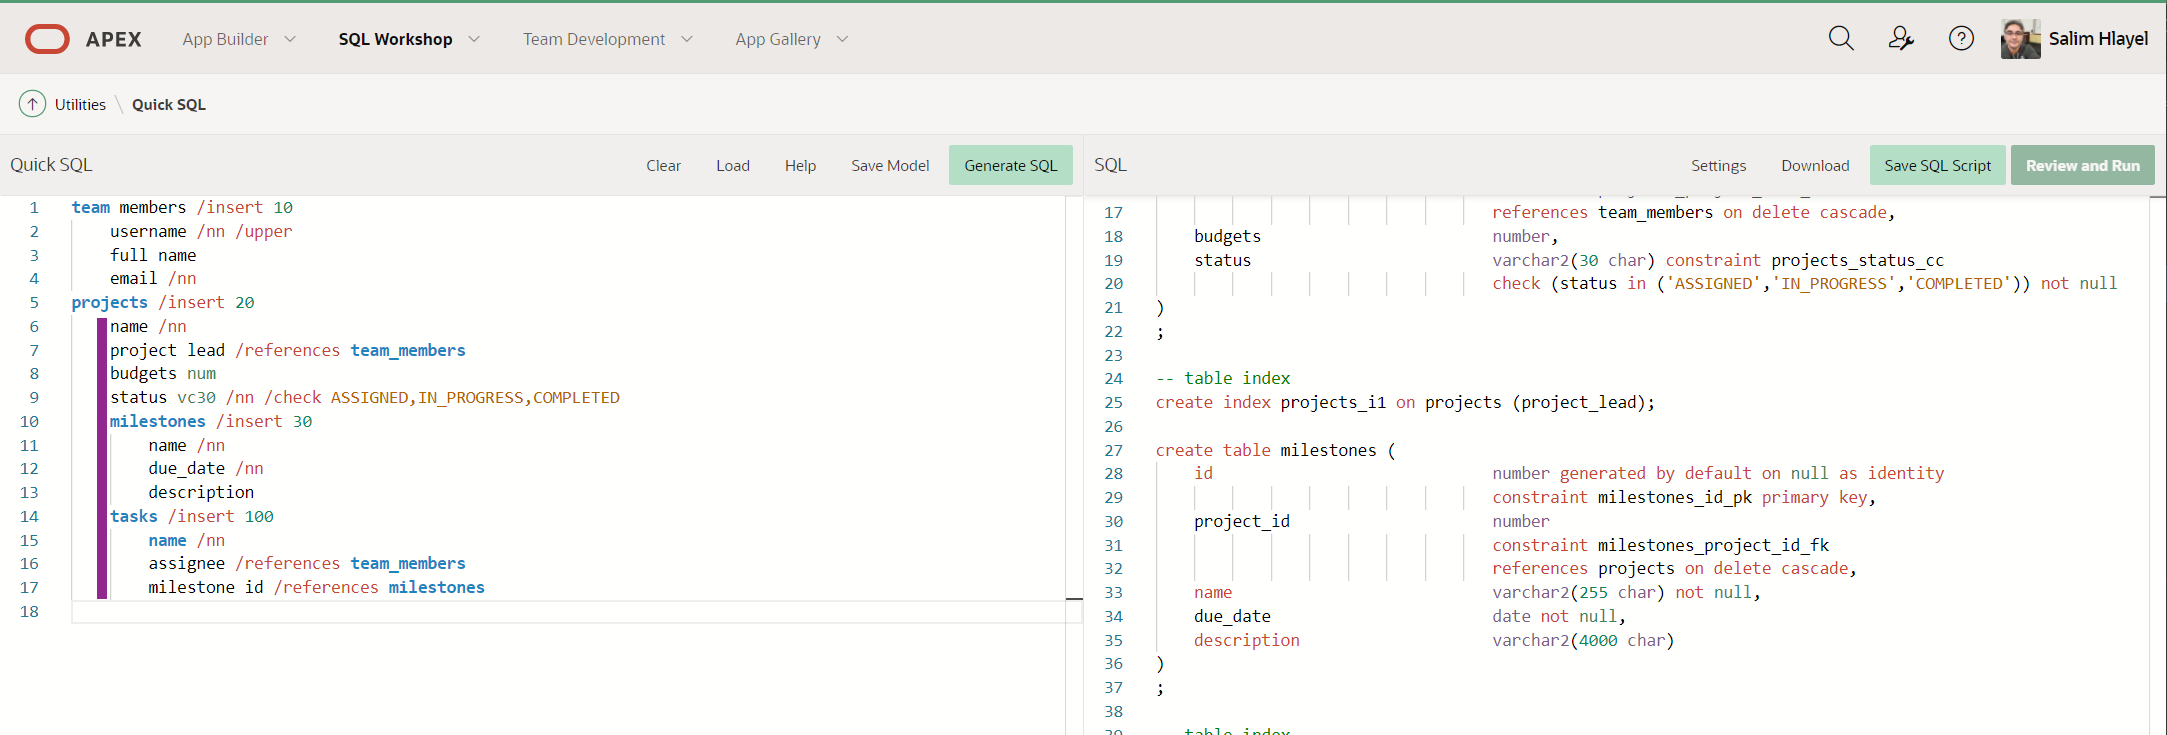 APEX App Builder SQL Workshop Team Development App Gallery Salim Hlayel
Utilities \ Quick SQL
Quick SQL Clear Load Help Save Model Generate SQL
1 team members /insert 10
2 username /nn /upper
3 full name
4 email /nn
5 projects /insert 20
6 name /nn
7 project lead /references team_members
8 budgets num
9 status vc30 /nn /check ASSIGNED,IN_PROGRESS,COMPLETED
10 milestones /insert 30
11 name /nn
12 due_date /nn
13 description
14 tasks /insert 100
15 name /nn
16 assignee /references team_members
17 milestone id /references milestones
18
SQL Settings Download Save SQL Script Review and Run
17 references team_members on delete cascade,
18 budgets number,
19 status varchar2(30 char) constraint projects_status_cc
20 check (status in ('ASSIGNED','IN_PROGRESS','COMPLETED')) not null
21 )
22 ;
23
24 -- table index
25 create index projects_i1 on projects (project_lead);
26
27 create table milestones (
28 id number generated by default on null as identity
29 constraint milestones_id_pk primary key,
30 project_id number
31 constraint milestones_project_id_fk
32 references projects on delete cascade,
33 name varchar2(255 char) not null,
34 due_date date not null,
35 description varchar2(4000 char)
36 )
37 ;
38
39 table index